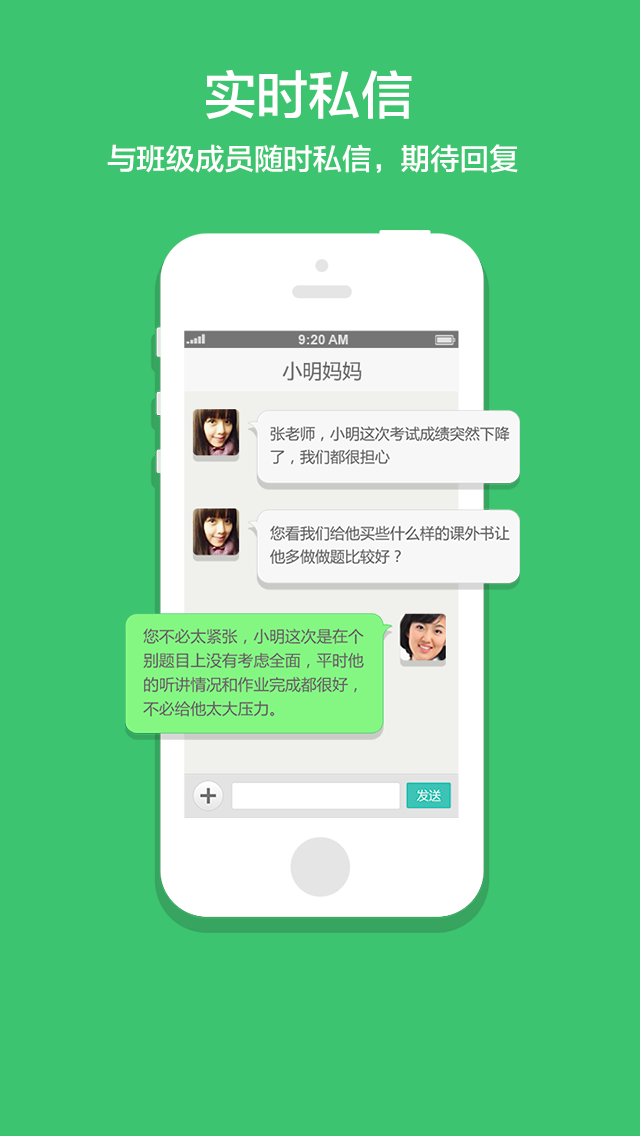 实时私信
与班级成员随时私信，期待回复
9:20 AM
小明妈妈
张老师，小明这次考试成绩突然下降
了，我们都很担心
您看我们给他买些什么样的课外书让
他多做做题比较好？
您不必太紧张，小明这次是在个
别题目上没有考虑全面，平时他
的听讲情况和作业完成都很好，
不必给他太大压力。
发送